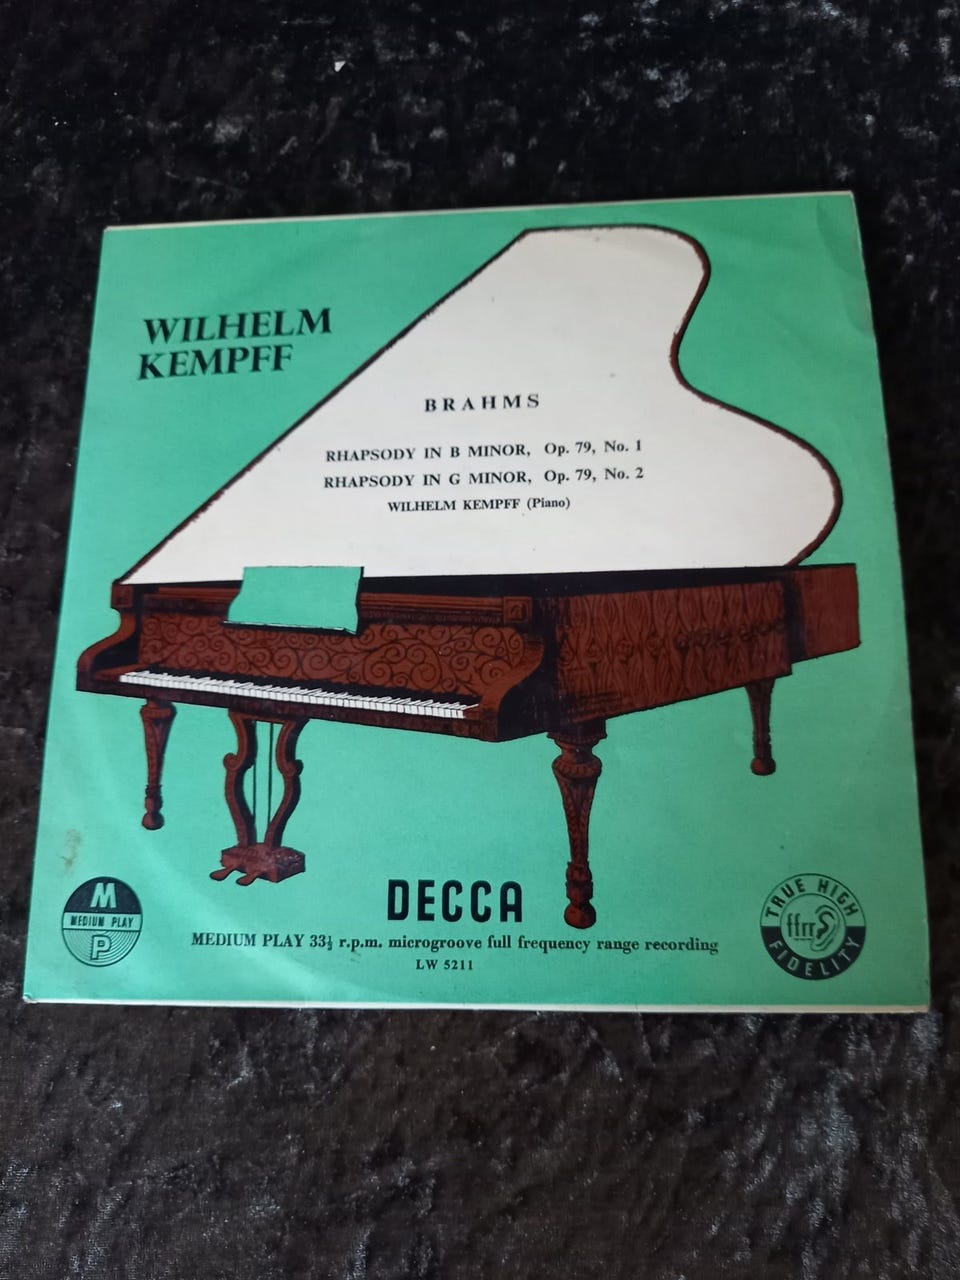 WILHELM
KEMPFF
BRAHMS
RHAPSODY IN B MINOR, Op. 79, No. 1
RHAPSODY IN G MINOR, Op. 79, No. 2
WILHELM KEMPFF (Piano)
M
MEDIUM PLAY
P
DECCA
MEDIUM PLAY 33⅓ r.p.m. microgroove full frequency range recording
LW 5211
TRUE HIGH
ffrr
FIDELITY